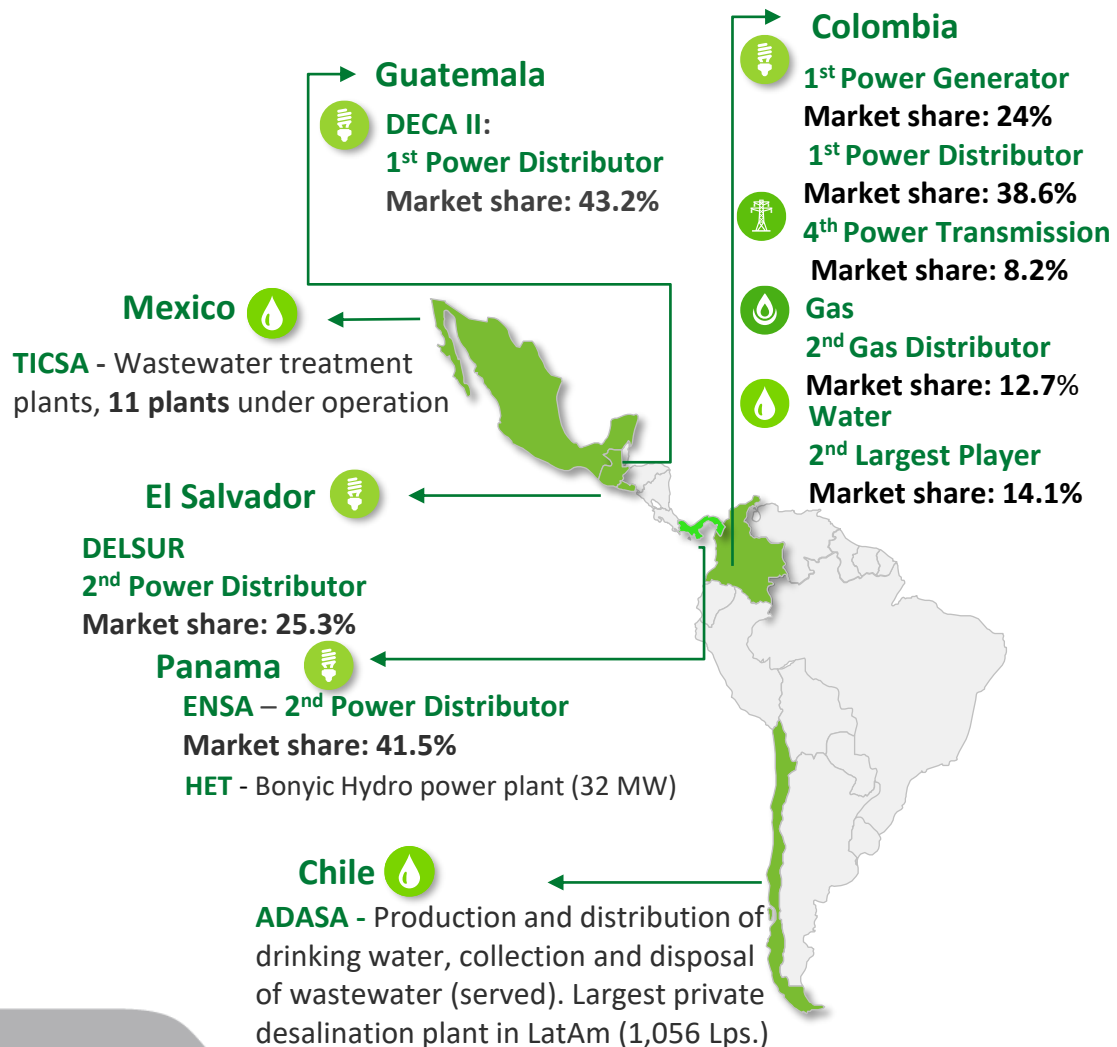 Guatemala
DECA II:
1st Power Distributor
Market share: 43.2%
Colombia
1st Power Generator
Market share: 24%
1st Power Distributor
Market share: 38.6%
4th Power Transmission
Market share: 8.2%
Gas
2nd Gas Distributor
Market share: 12.7%
Water
2nd Largest Player
Market share: 14.1%
Mexico
TICSA - Wastewater treatment
plants, 11 plants under operation
El Salvador
DELSUR
2nd Power Distributor
Market share: 25.3%
Panama
ENSA – 2nd Power Distributor
Market share: 41.5%
HET - Bonyic Hydro power plant (32 MW)
Chile
ADASA - Production and distribution of
drinking water, collection and disposal
of wastewater (served). Largest private
desalination plant in LatAm (1,056 Lps.)